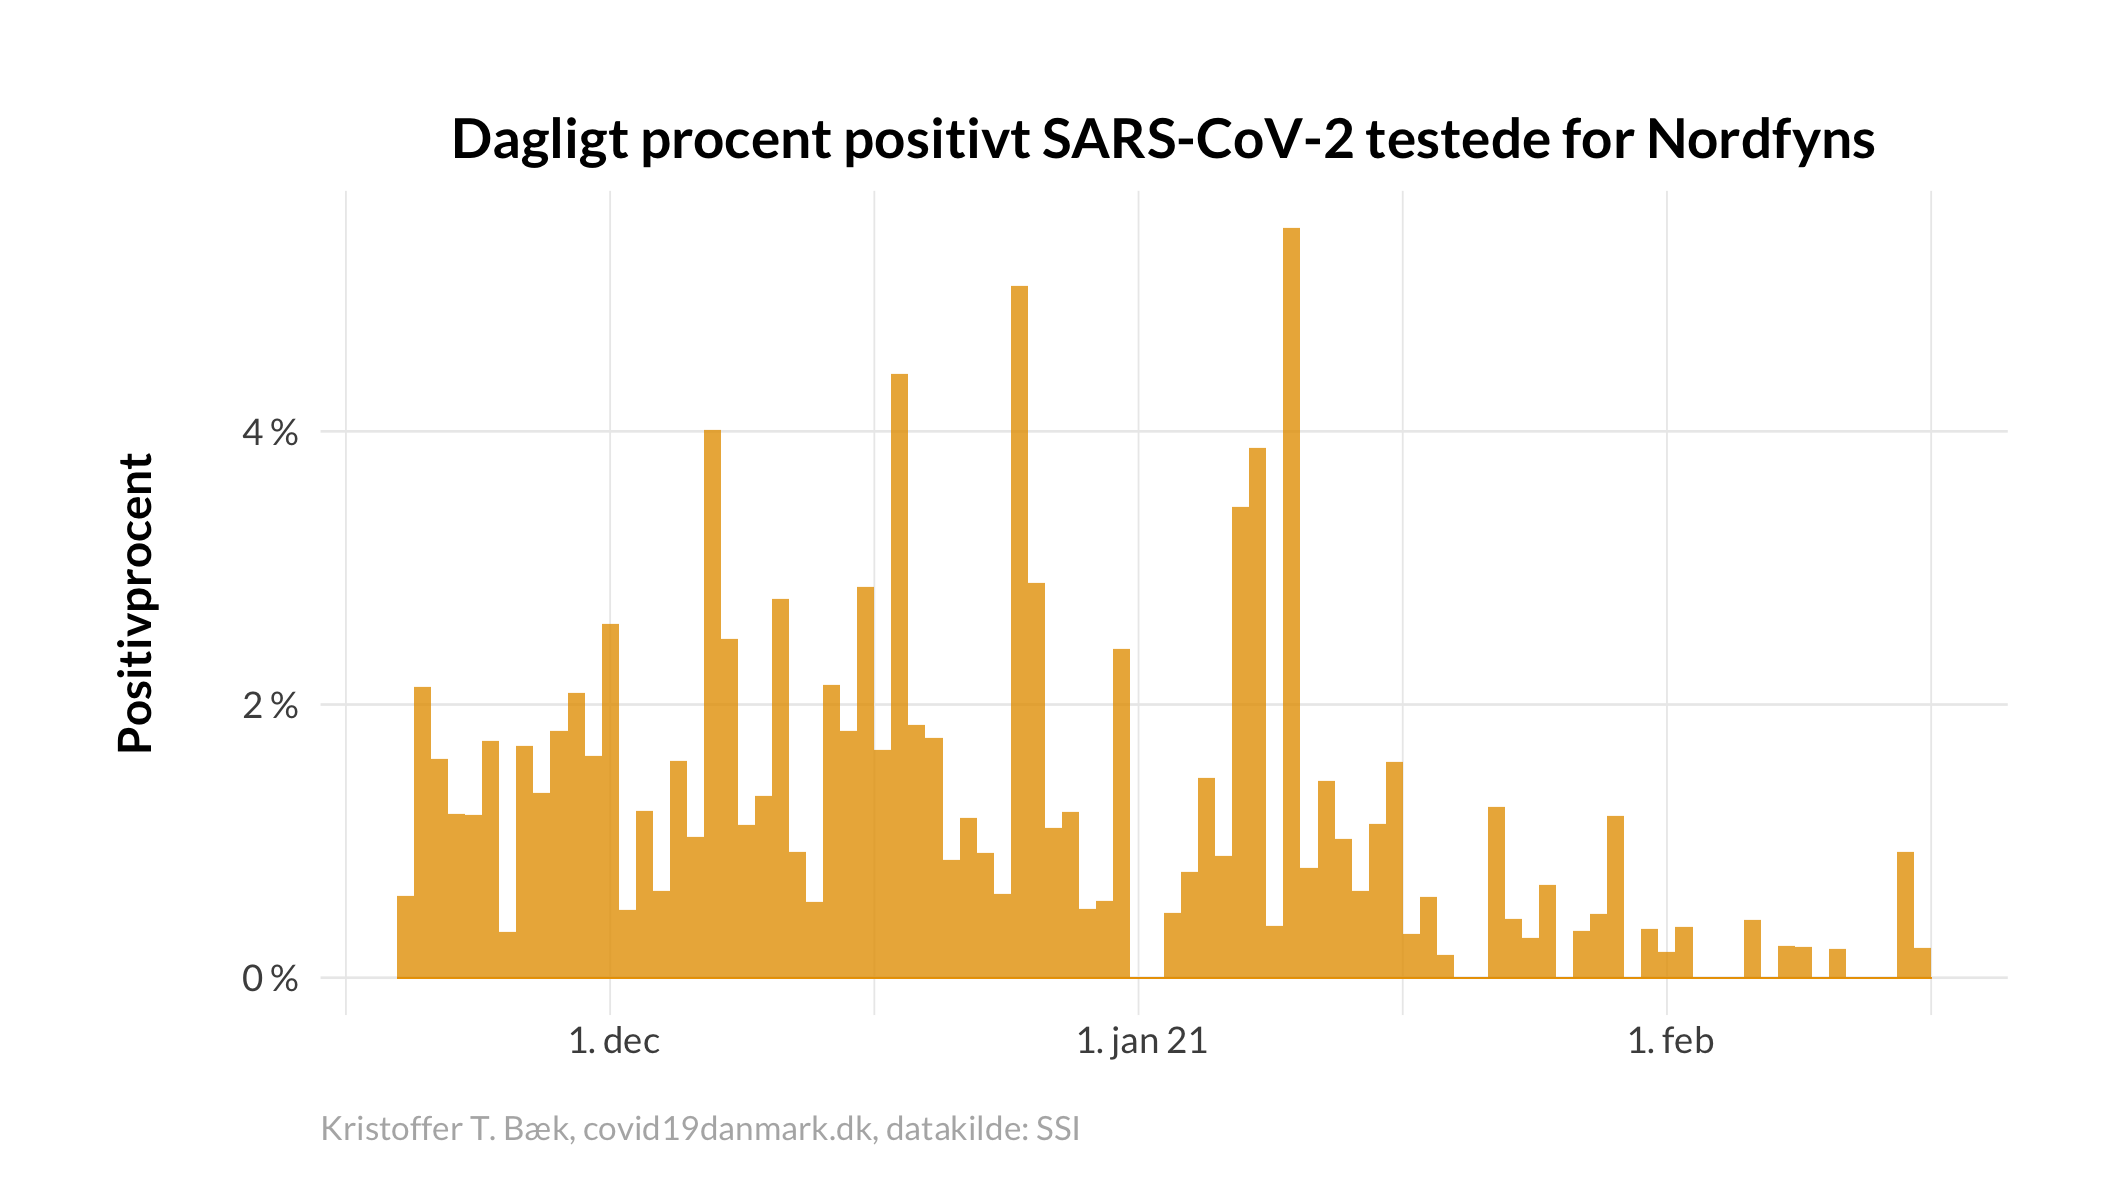 Dagligt procent positivt SARS-CoV-2 testede for Nordfyns
Positivprocent
4 %
2 %
0 %
1. dec
1. jan 21
1. feb
Kristoffer T. Bæk, covid19danmark.dk, datakilde: SSI